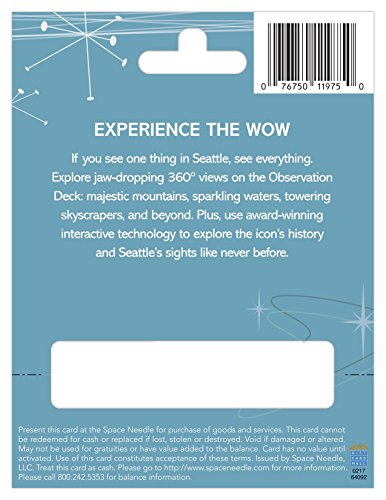 0 76750 11975 0
EXPERIENCE THE WOW
If you see one thing in Seattle, see everything.
Explore jaw-dropping 360° views on the Observation
Deck: majestic mountains, sparkling waters, towering
skyscrapers, and beyond. Plus, use award-winning
interactive technology to explore the icon's history
and Seattle's sights like never before.
Present this card at the Space Needle for purchase of goods and services. This card cannot
be redeemed for cash or replaced if lost, stolen or destroyed. Void if damaged or altered.
May not be used for gratuities or have value added to the balance. Card has no value until
activated. Use of this card constitutes acceptance of these terms. Issued by Space Needle,
LLC. Treat this card as cash. Please go to http://www.spaceneedle.com for more information.
Please call 800.242.5353 for balance information.
GIFT
CARD
MALL
0217
64092